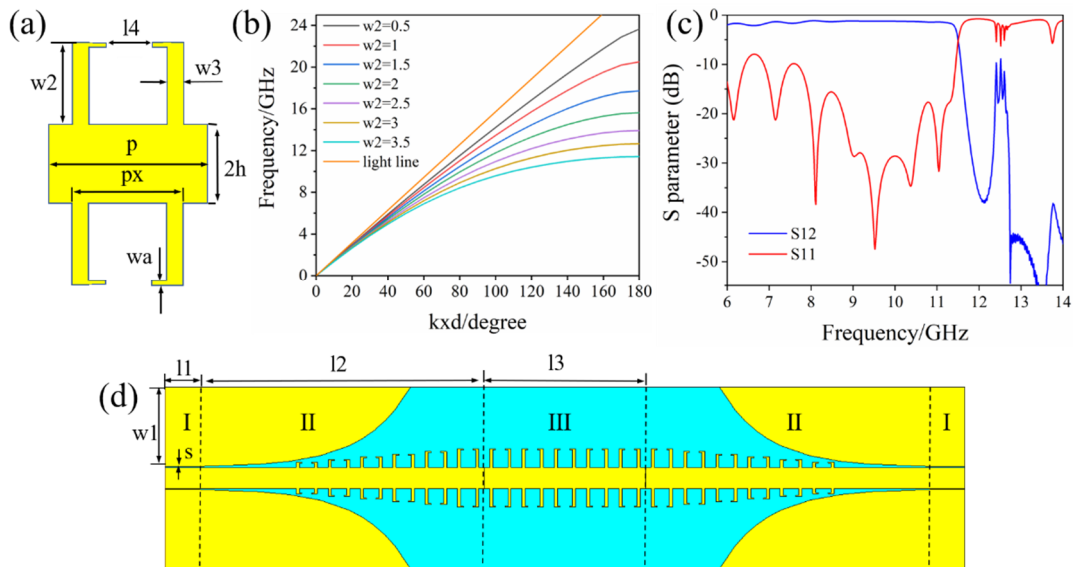 (a)
l4
w2
w3
p
2h
px
wa
(b)
Frequency/GHz
24
20
16
12
8
4
0
w2=0.5
w2=1
w2=1.5
w2=2
w2=2.5
w2=3
w2=3.5
light line
0 20 40 60 80 100 120 140 160 180
kxd/degree
(c)
S parameter (dB)
0
-10
-20
-30
-40
-50
S12
S11
6 7 8 9 10 11 12 13 14
Frequency/GHz
(d)
l1
l2
l3
w1
I
II
III
II
I
s